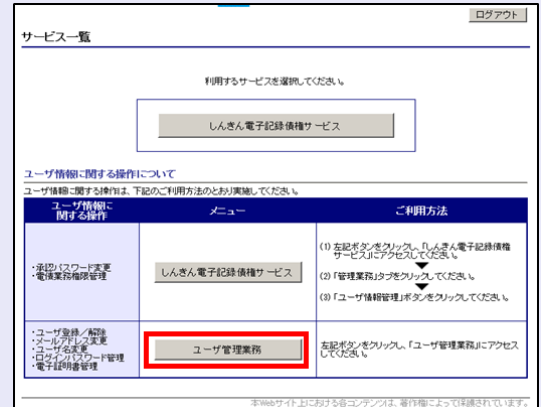 ログアウト
サービス一覧
利用するサービスを選択してください。
しんきん電子記録債権サービス
ユーザ情報に関する操作について
ユーザ情報に関する操作は、下記のご利用方法のとおり実施してください。
ユーザ情報に
関する操作
メニュー
ご利用方法
・承認パスワード変更
・電債業務権限管理
しんきん電子記録債権サービス
(1) 左記ボタンをクリックし、「しんきん電子記録債権
サービス」にアクセスしてください。
(2) 「管理業務」タブをクリックしてください。
(3) 「ユーザ情報管理」ボタンをクリックしてください。
・ユーザ登録/解除
・メールアドレス変更
・ユーザ名変更
・ログインパスワード管理
・電子証明書管理
ユーザ管理業務
左記ボタンをクリックし、「ユーザ管理業務」にアクセス
してください。
本Webサイト上における各コンテンツは、著作権によって保護されています。